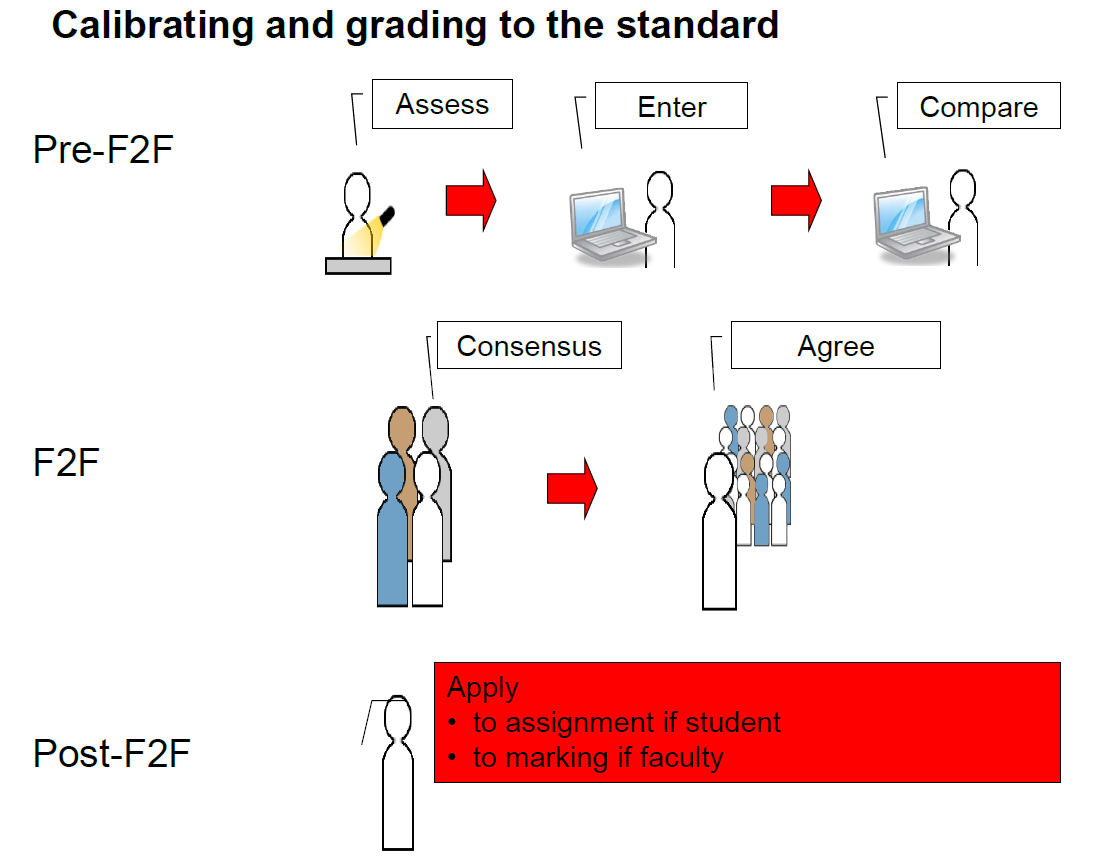 Calibrating and grading to the standard
Assess
Enter
Compare
Pre-F2F
Consensus
Agree
F2F
Apply
• to assignment if student
• to marking if faculty
Post-F2F